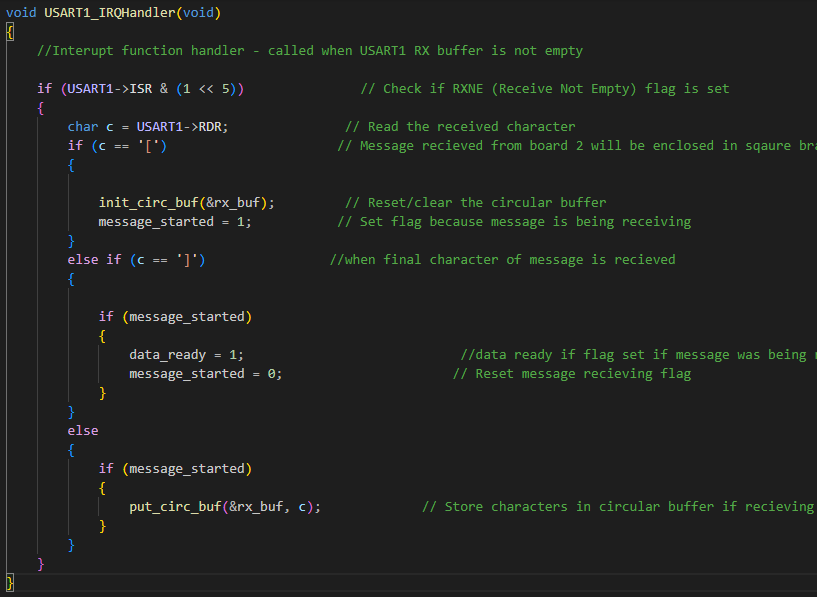 void USART1_IRQHandler(void)
{
//Interupt function handler - called when USART1 RX buffer is not empty
if (USART1->ISR & (1 << 5)) // Check if RXNE (Receive Not Empty) flag is set
{
char c = USART1->RDR; // Read the received character
if (c == '[') // Message recieved from board 2 will be enclosed in sqaure bra
{
init_circ_buf(&rx_buf); // Reset/clear the circular buffer
message_started = 1; // Set flag because message is being receiving
}
else if (c == ']') //when final character of message is recieved
{
if (message_started)
{
data_ready = 1; //data ready if flag set if message was being
message_started = 0; // Reset message recieving flag
}
}
else
{
if (message_started)
{
put_circ_buf(&rx_buf, c); // Store characters in circular buffer if recieving
}
}
}
}